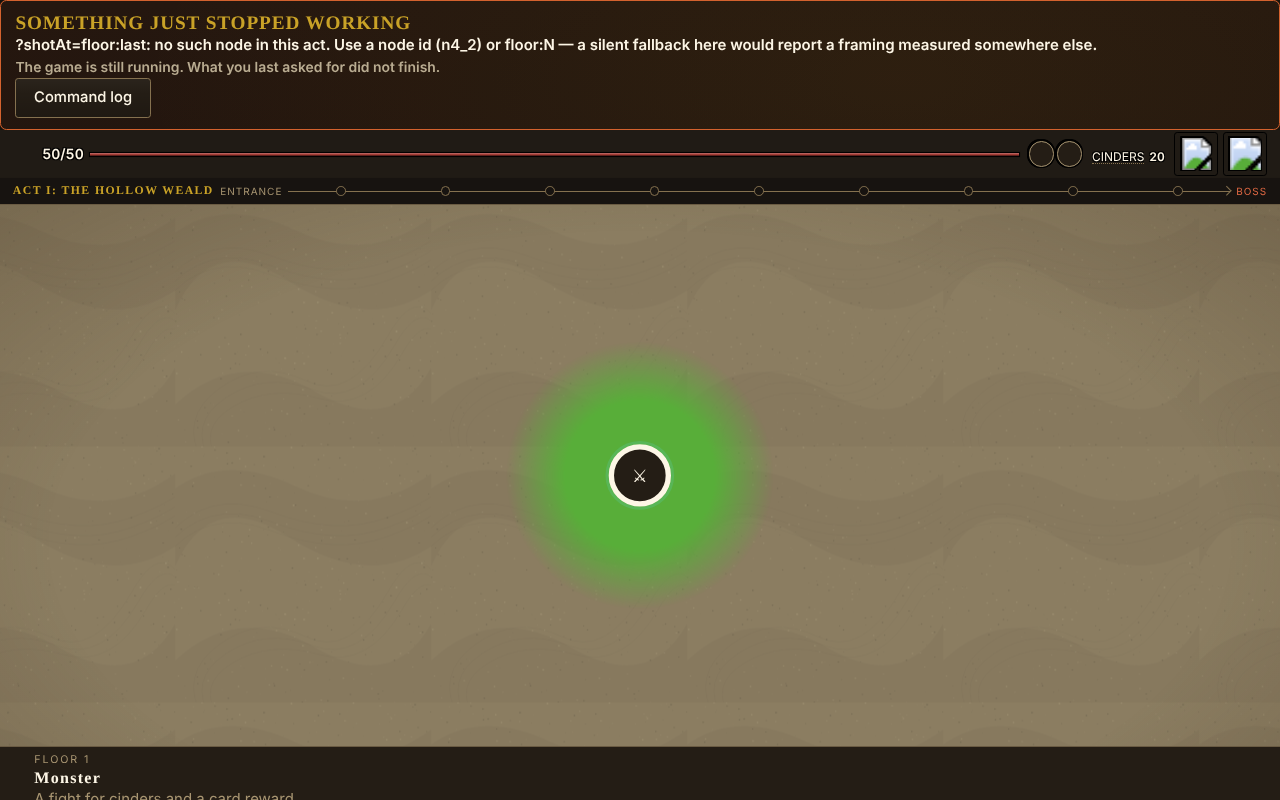 SOMETHING JUST STOPPED WORKING
?shotAt=floor:last: no such node in this act. Use a node id (n4_2) or floor:N — a silent fallback here would report a framing measured somewhere else.
The game is still running. What you last asked for did not finish.
Command log
50/50
CINDERS 20
ACT I: THE HOLLOW WEALD ENTRANCE BOSS
FLOOR 1
Monster
A fight for cinders and a card reward